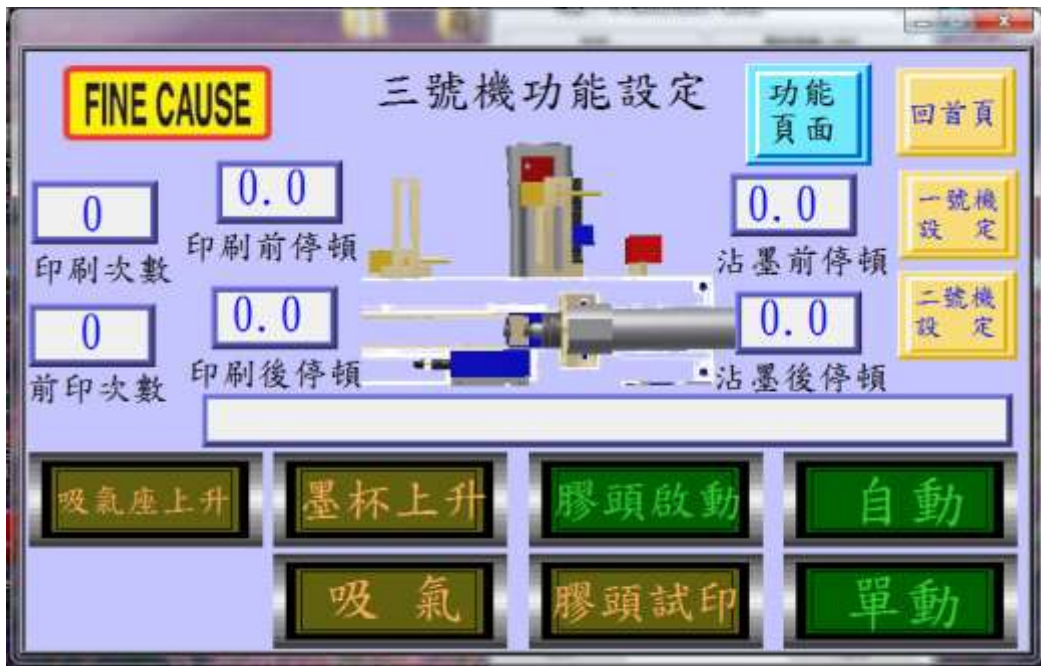 FINE CAUSE
三號機功能設定
功能
頁面
回首頁
0
印刷次數
0.0
印刷前停頓
0.0
沾墨前停頓
一號機
設 定
0
前印次數
0.0
印刷後停頓
0.0
沾墨後停頓
二號機
設 定
吸氣座上升
墨杯上升
膠頭啟動
自動
吸 氣
膠頭試印
單動